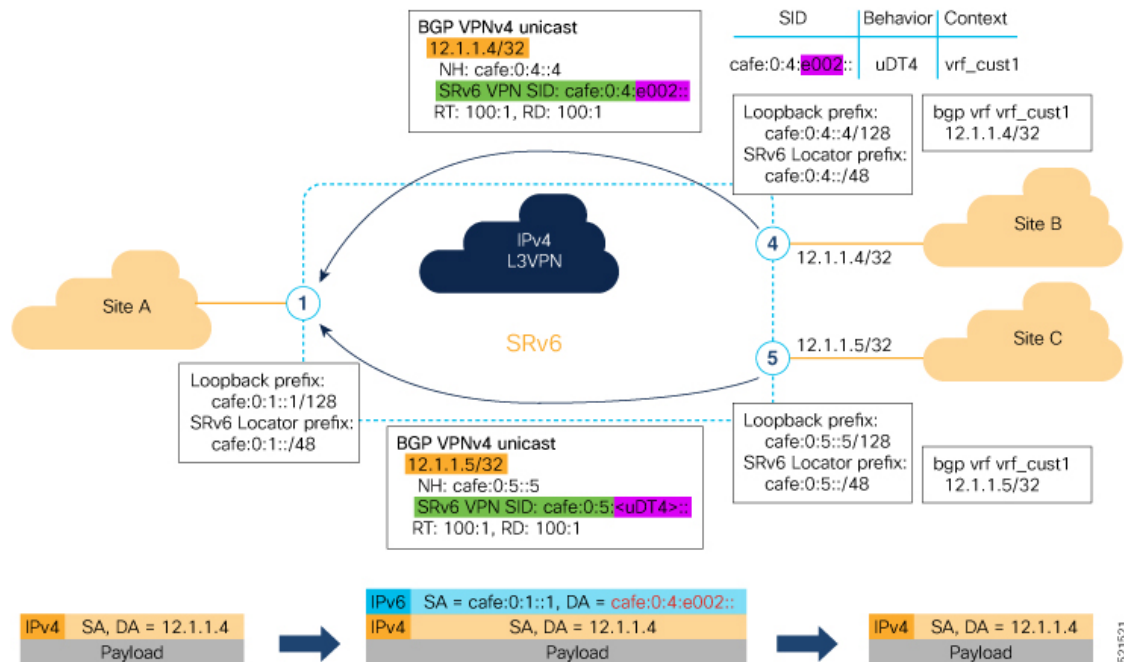 BGP VPNv4 unicast
12.1.1.4/32
NH: cafe:0:4::4
SRv6 VPN SID: cafe:0:4:e002::
RT: 100:1, RD: 100:1
SID Behavior Context
cafe:0:4:e002:: uDT4 vrf_cust1
Loopback prefix:
cafe:0:4::4/128
SRv6 Locator prefix:
cafe:0:4::/48
bgp vrf vrf_cust1
12.1.1.4/32
IPv4
L3VPN
4
12.1.1.4/32
Site B
Site A
1
SRv6
5
12.1.1.5/32
Site C
Loopback prefix:
cafe:0:1::1/128
SRv6 Locator prefix:
cafe:0:1::/48
BGP VPNv4 unicast
12.1.1.5/32
NH: cafe:0:5::5
SRv6 VPN SID: cafe:0:5:<uDT4>::
RT: 100:1, RD: 100:1
Loopback prefix:
cafe:0:5::5/128
SRv6 Locator prefix:
cafe:0:5::/48
bgp vrf vrf_cust1
12.1.1.5/32
IPv4 SA, DA = 12.1.1.4
Payload
IPv6 SA = cafe:0:1::1, DA = cafe:0:4:e002::
IPv4 SA, DA = 12.1.1.4
Payload
IPv4 SA, DA = 12.1.1.4
Payload
521521